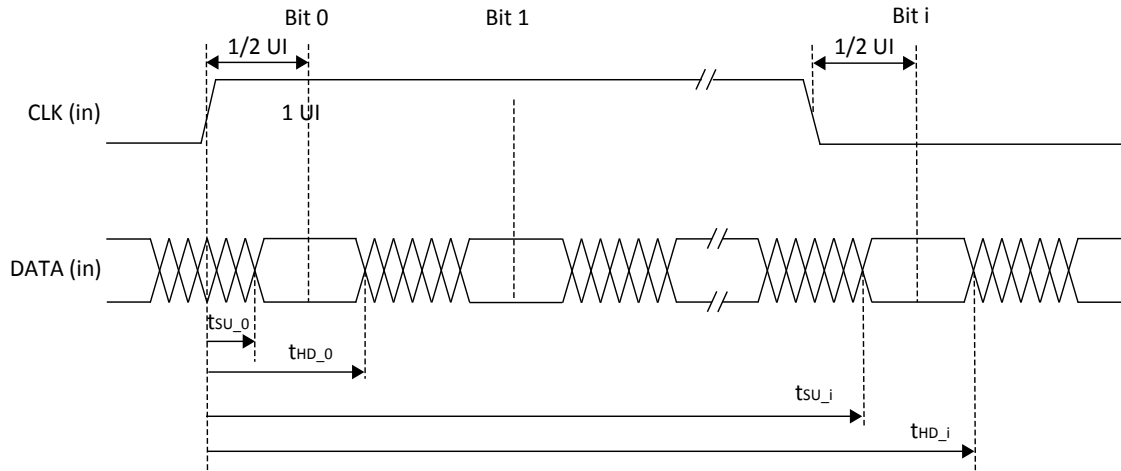 Bit 0 Bit 1 Bit i
1/2 UI 1/2 UI
CLK (in)
1 UI
DATA (in)
tSU_0
tHD_0
tSU_i
tHD_i